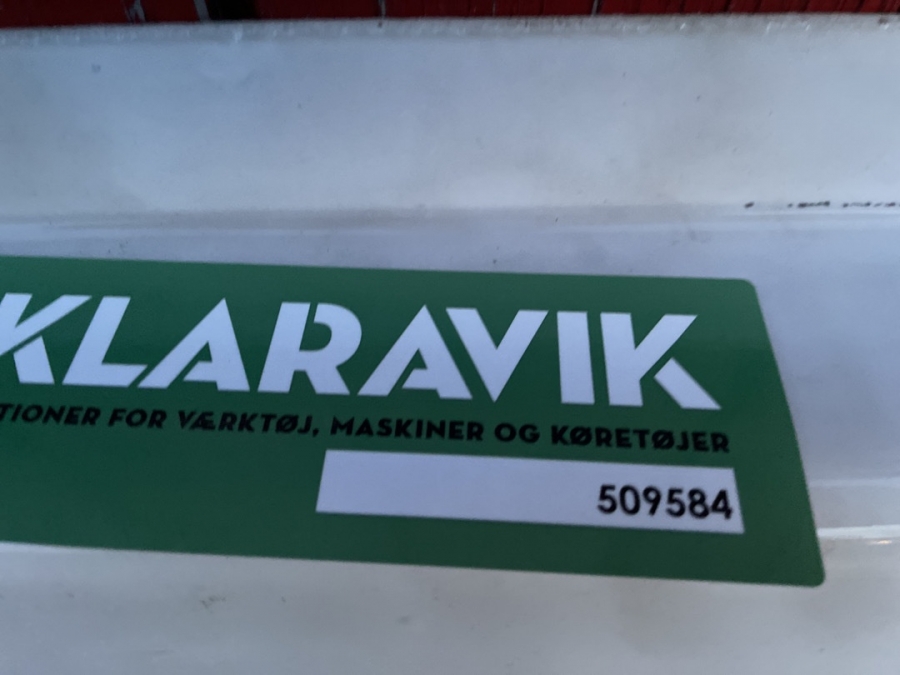 KLARAVIK
TIONER FOR VÆRKTØJ, MASKINER OG KØRETØJER
509584